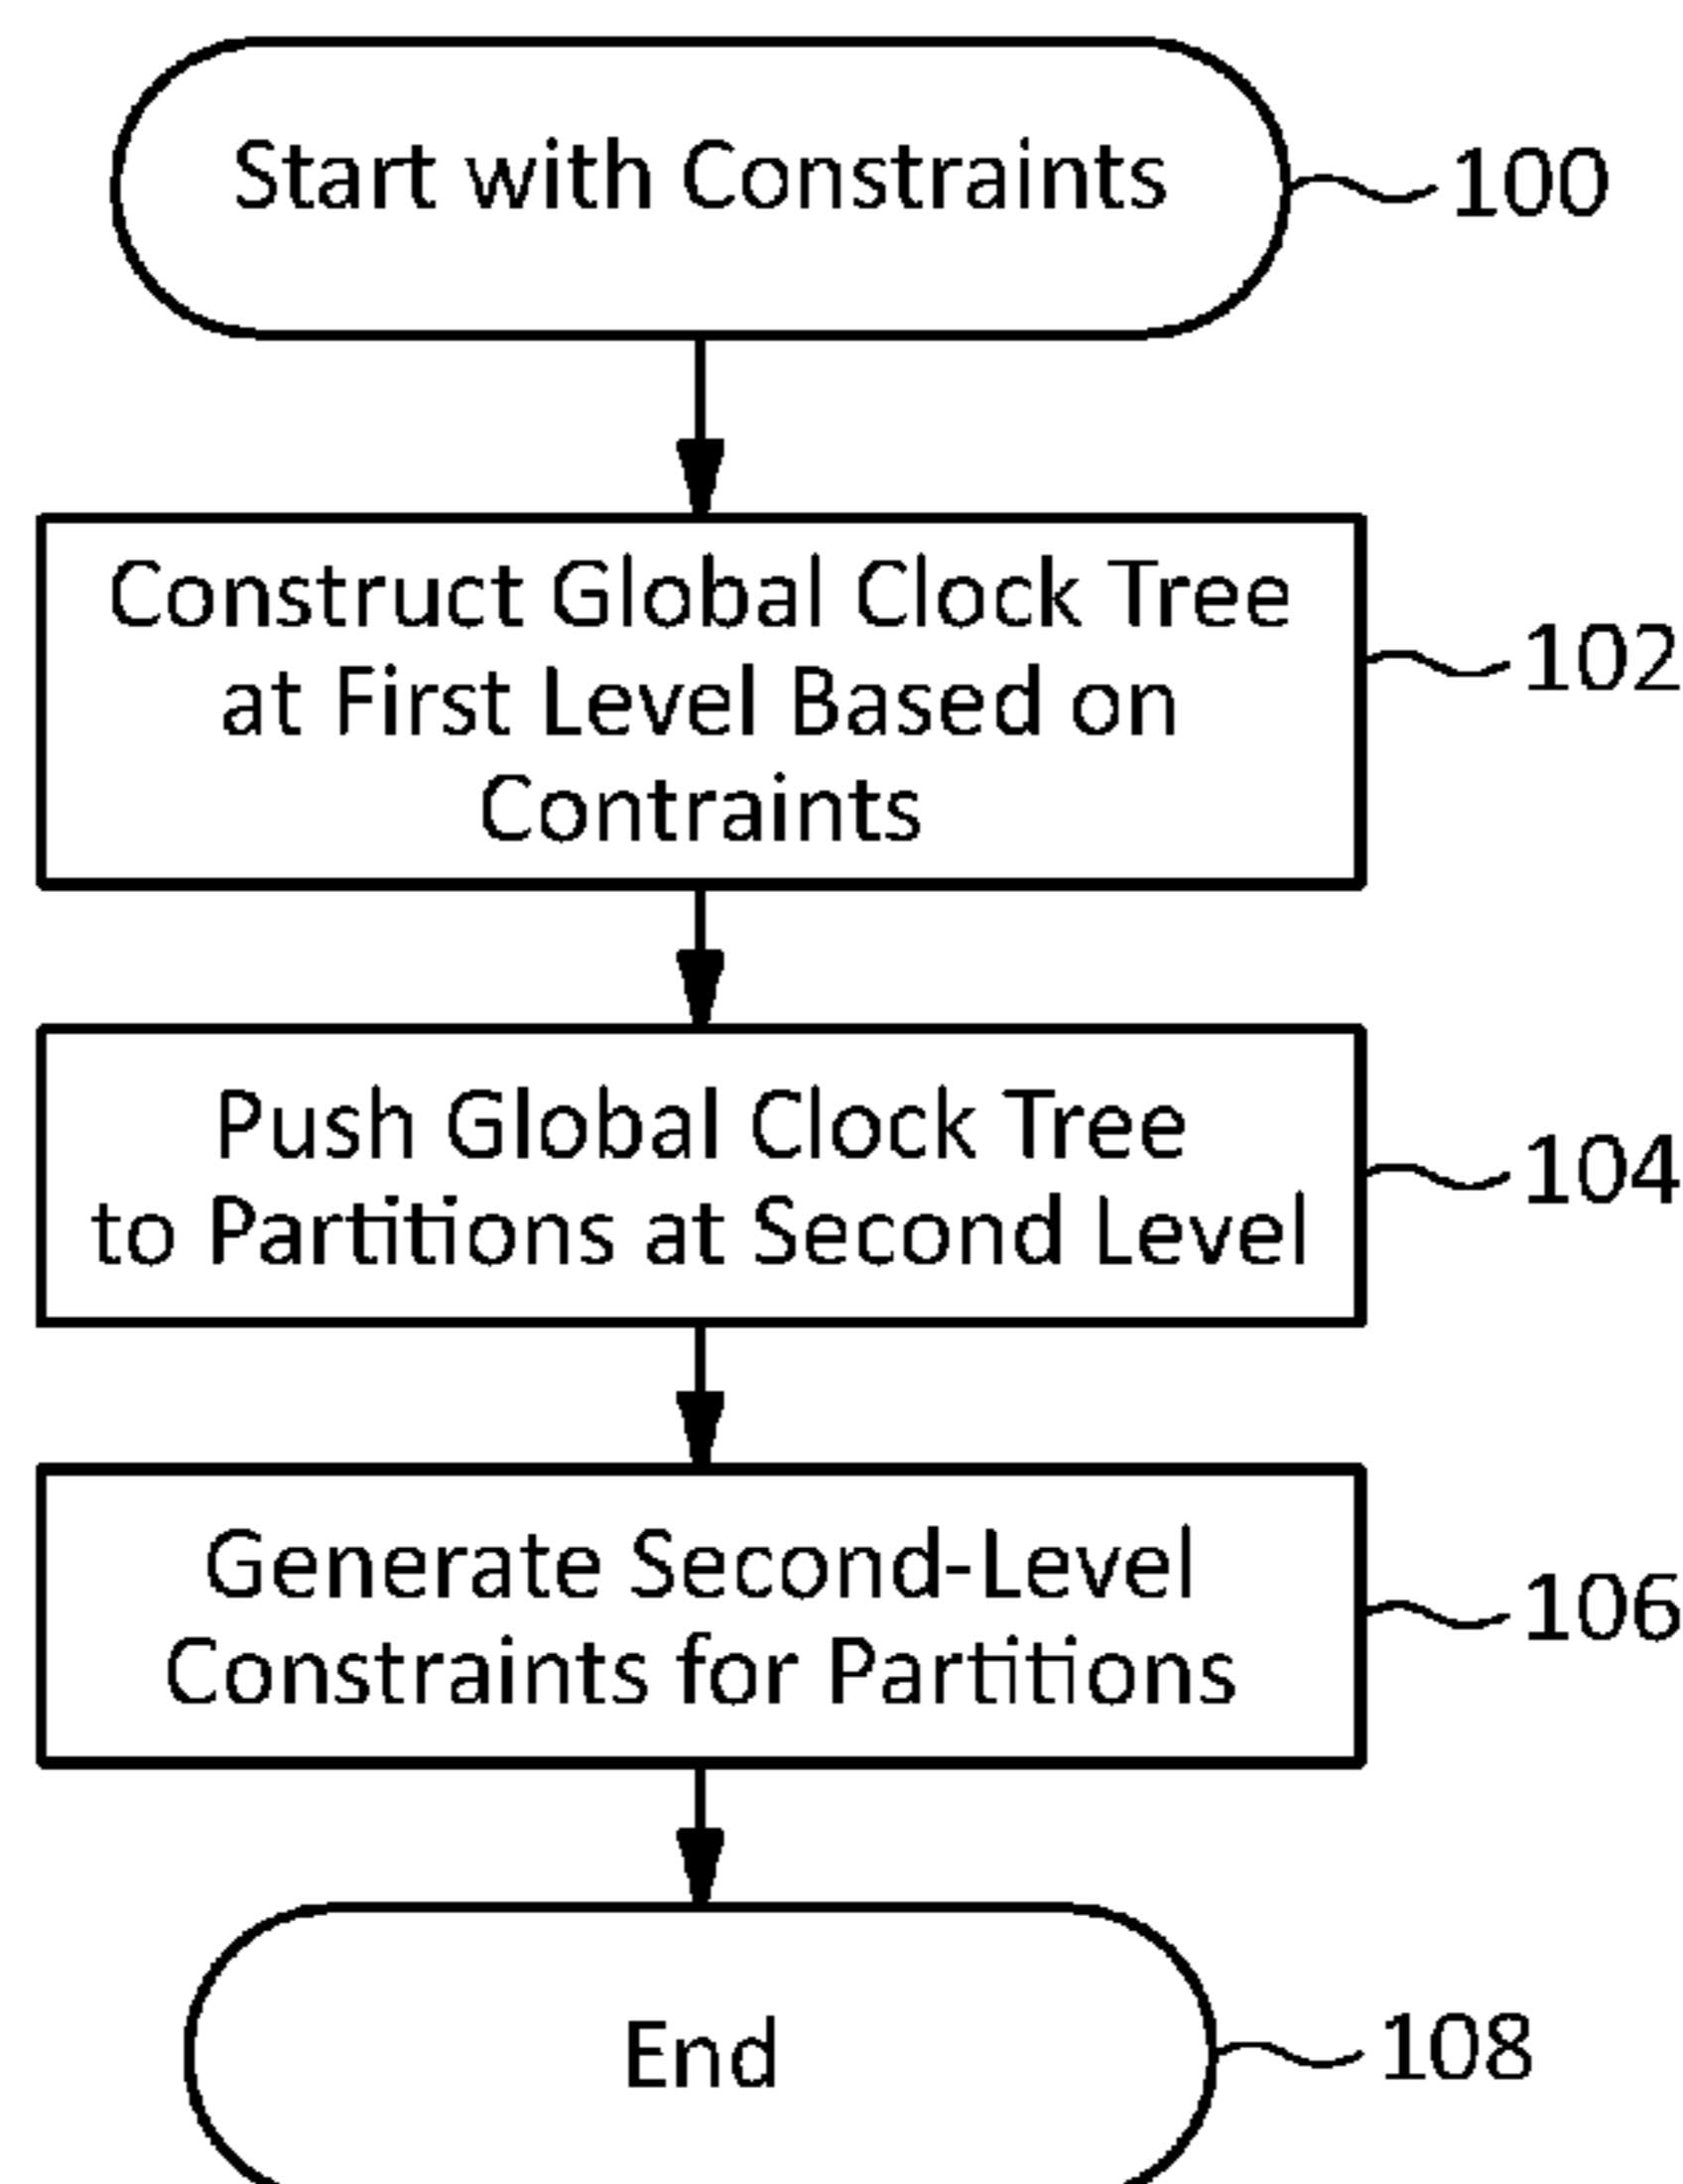 Start with Constraints
100
Construct Global Clock Tree
at First Level Based on
Contraints
102
Push Global Clock Tree
to Partitions at Second Level
104
Generate Second-Level
Constraints for Partitions
106
End
108